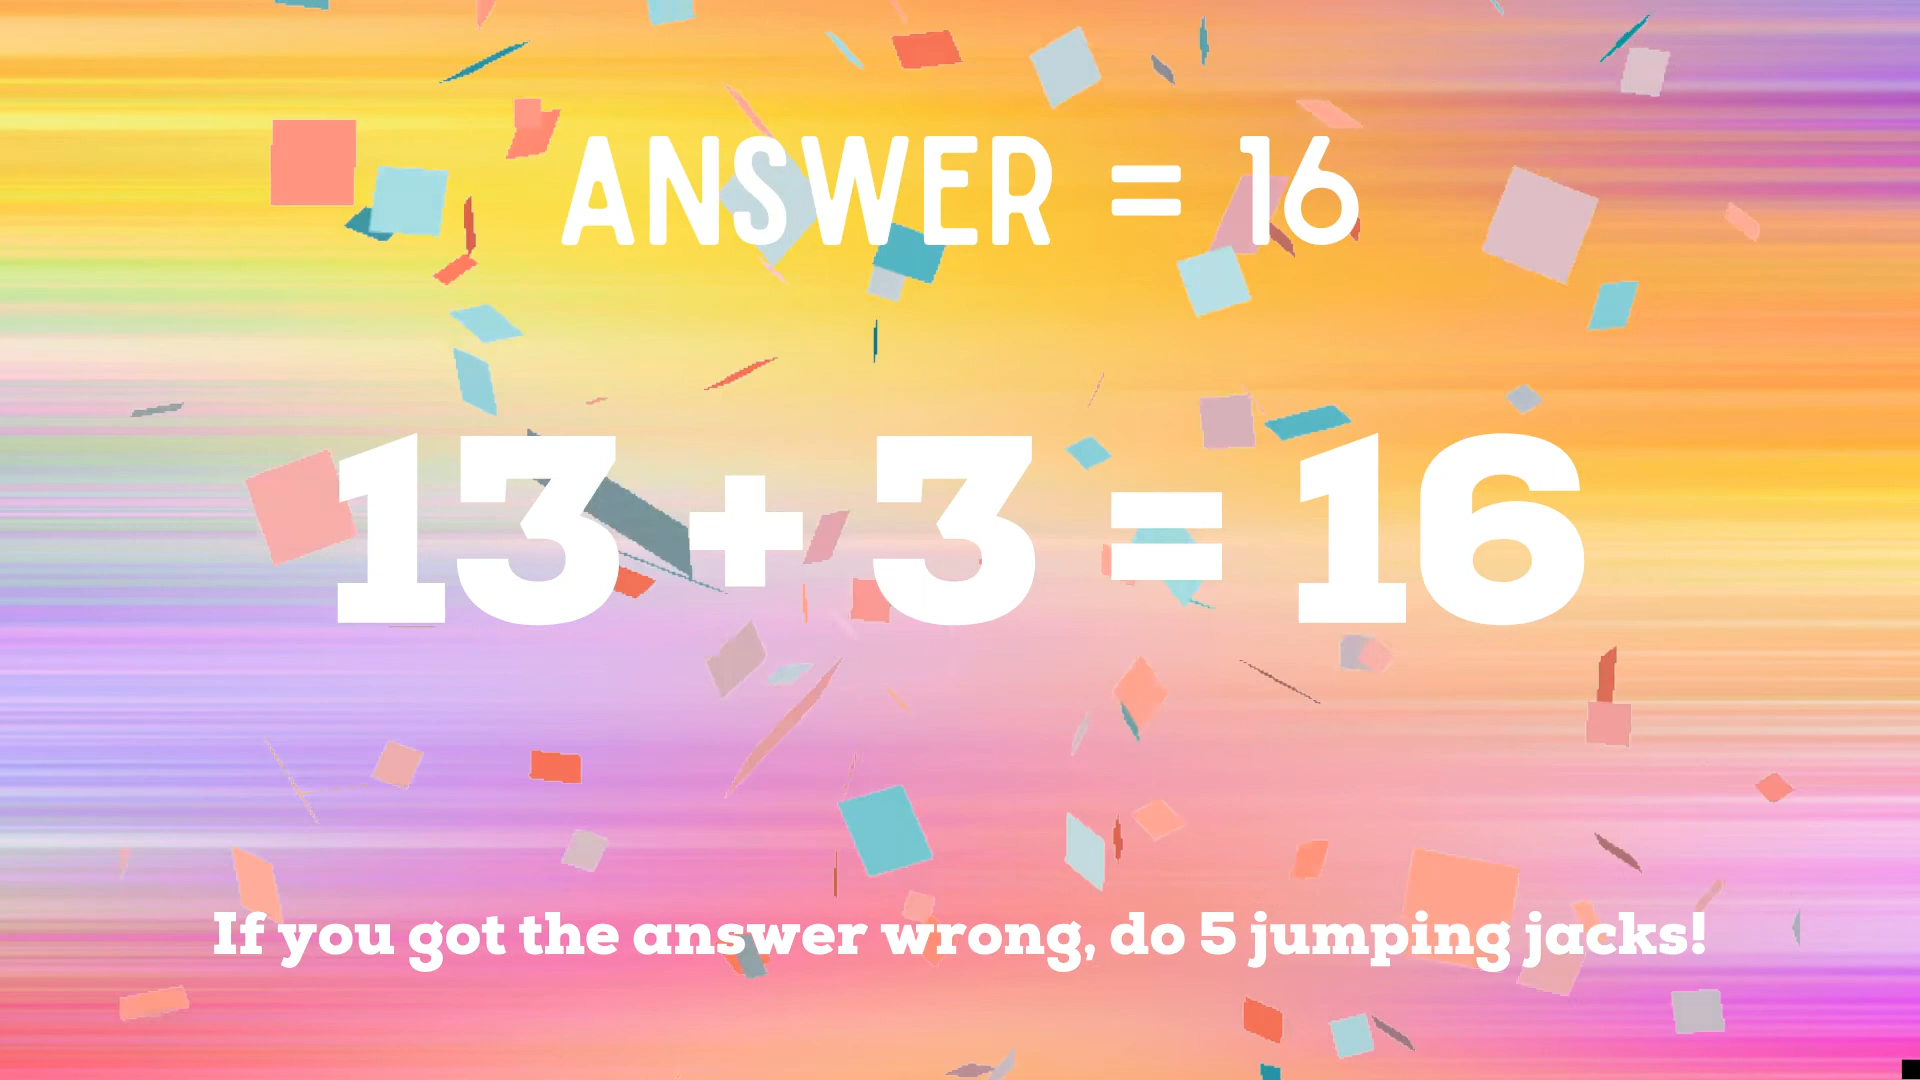 ANSWER = 16
13 + 3 = 16
If you got the answer wrong, do 5 jumping jacks!